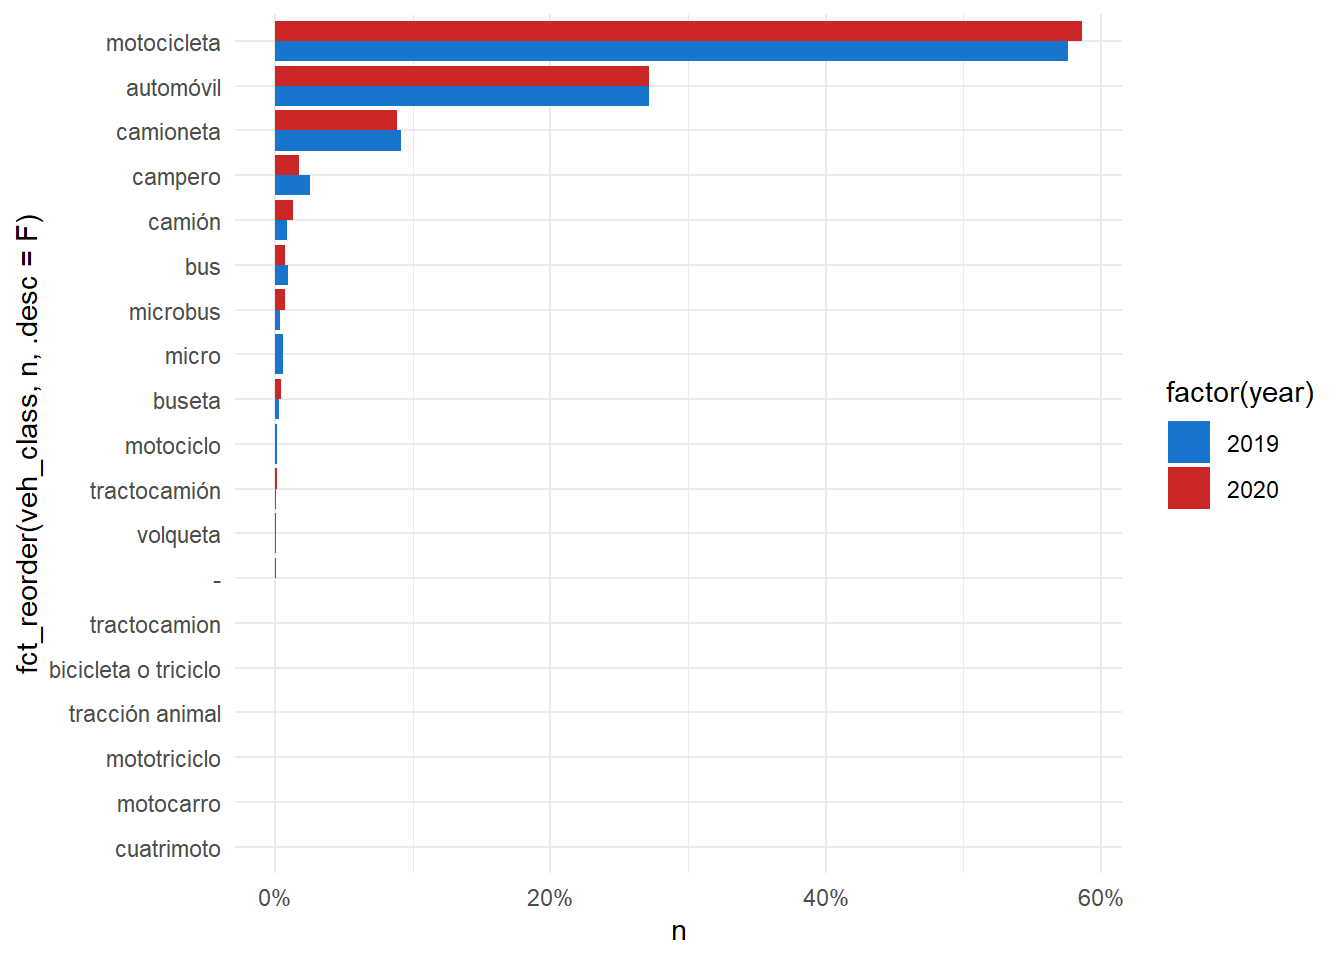 motocicleta
automóvil
camioneta
campero
camión
bus
microbus
micro
buseta
motociclo
tractocamión
volqueta
-
tractocamion
bicicleta o triciclo
tracción animal
mototriciclo
motocarro
cuatrimoto
fct_reorder(veh_class, n, .desc = F)
0%
20%
40%
60%
n
factor(year)
2019
2020